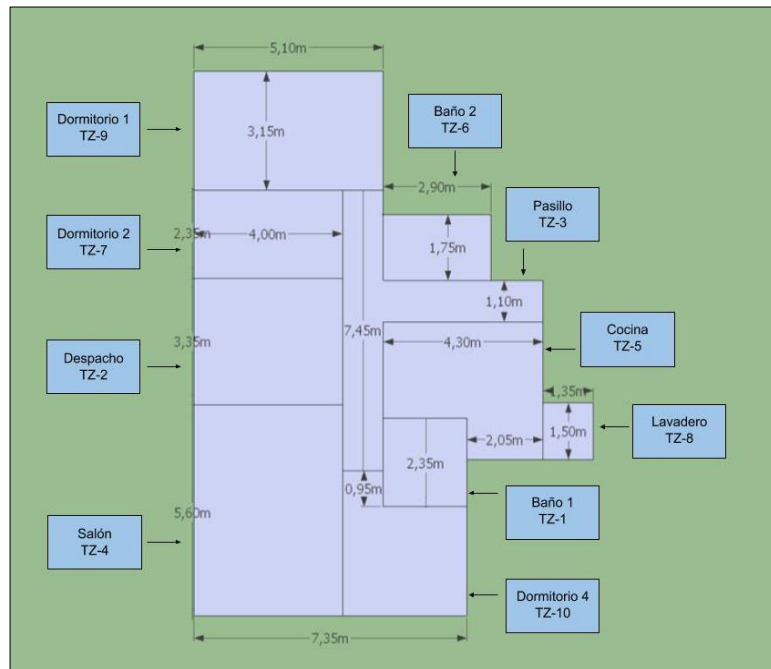 5,10m
Dormitorio 1
TZ-9
3,15m
Baño 2
TZ-6
2,90m
Pasillo
TZ-3
Dormitorio 2
TZ-7
2,35m
4,00m
1,75m
1,10m
Despacho
TZ-2
3,35m
7,45m
4,30m
Cocina
TZ-5
1,35m
1,50m
Lavadero
TZ-8
2,05m
2,35m
0,95m
Baño 1
TZ-1
Salón
TZ-4
5,60m
Dormitorio 4
TZ-10
7,35m